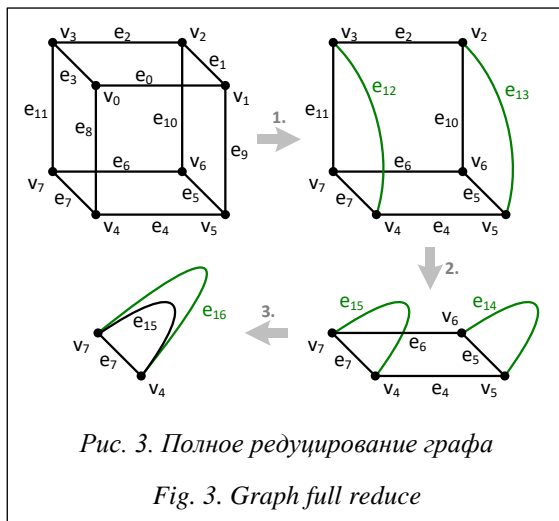 v3 e2 v2 v3 e2 v2
e3 e0 e1 e12 e13
v0 v1
e11 e8 e10 e9 1. e11 e10
e6 v6 e6 v6
v7 e7 e5 v7 e7 e5
v4 e4 v5 v4 e4 v5
2.
e15 e16 3. e15 v6 e14
v7 e7 v7 e6 e5
v4 e7 v4 e4 v5
Рис. 3. Полное редуцирование графа
Fig. 3. Graph full reduce